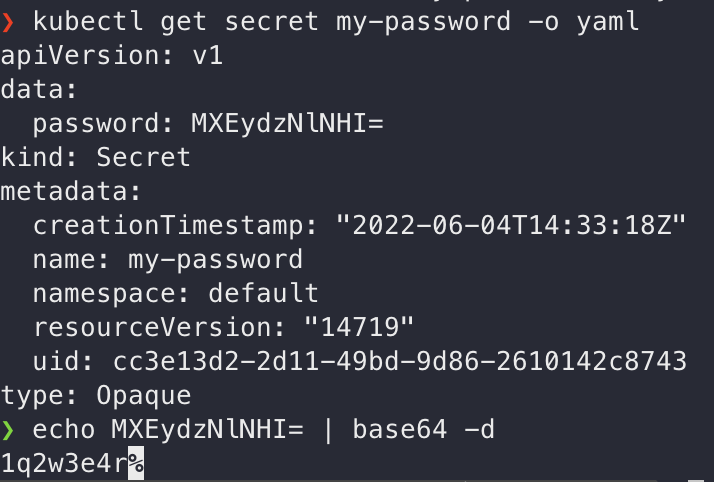 ❯ kubectl get secret my-password -o yaml
apiVersion: v1
data:
  password: MXEydzNlNHI=
kind: Secret
metadata:
  creationTimestamp: "2022-06-04T14:33:18Z"
  name: my-password
  namespace: default
  resourceVersion: "14719"
  uid: cc3e13d2-2d11-49bd-9d86-2610142c8743
type: Opaque
❯ echo MXEydzNlNHI= | base64 -d
1q2w3e4r%